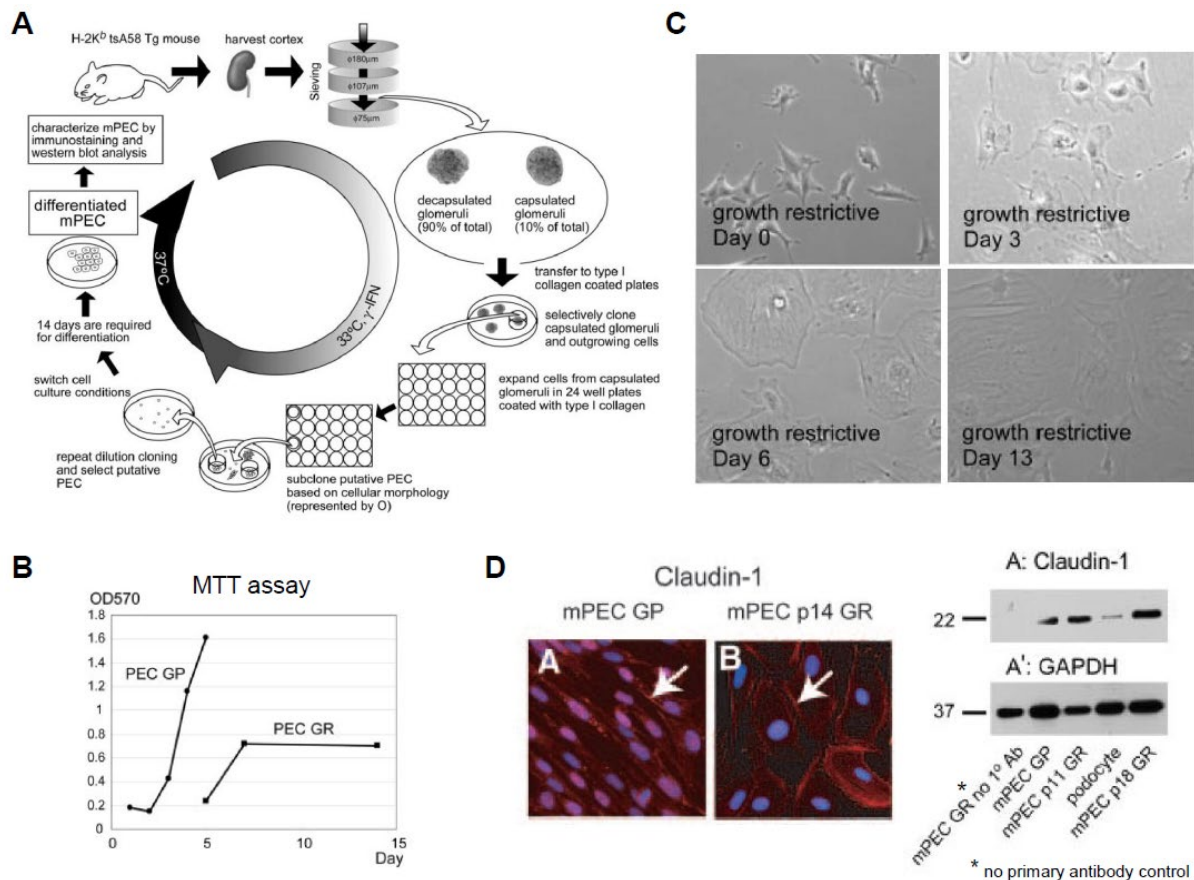 A
H-2Kᵇ tsA58 Tg mouse
harvest cortex
Sieving
φ180μm
φ107μm
φ75μm
decapsulated
glomeruli
(90% of total)
capsulated
glomeruli
(10% of total)
transfer to type I
collagen coated plates
selectively clone
capsulated glomeruli
and outgrowing cells
expand cells from capsulated
glomeruli in 24 well plates
coated with type I collagen
subclone putative PEC
based on cellular morphology
(represented by O)
repeat dilution cloning
and select putative
PEC
switch cell
culture conditions
14 days are required
for differentiation
differentiated
mPEC
characterize mPEC by
immunostaining and
western blot analysis
33°C, γ-IFN
37°C
B
MTT assay
OD570
1.8
1.6
1.4
1.2
1
0.8
0.6
0.4
0.2
0
PEC GP
PEC GR
0 5 10 15
Day
C
growth restrictive
Day 0
growth restrictive
Day 3
growth restrictive
Day 6
growth restrictive
Day 13
D
Claudin-1
mPEC GP
mPEC p14 GR
A
B
A: Claudin-1
22
A': GAPDH
37
*
mPEC GR no 1° Ab
mPEC GP
mPEC p11 GR
podocyte
mPEC p18 GR
* no primary antibody control